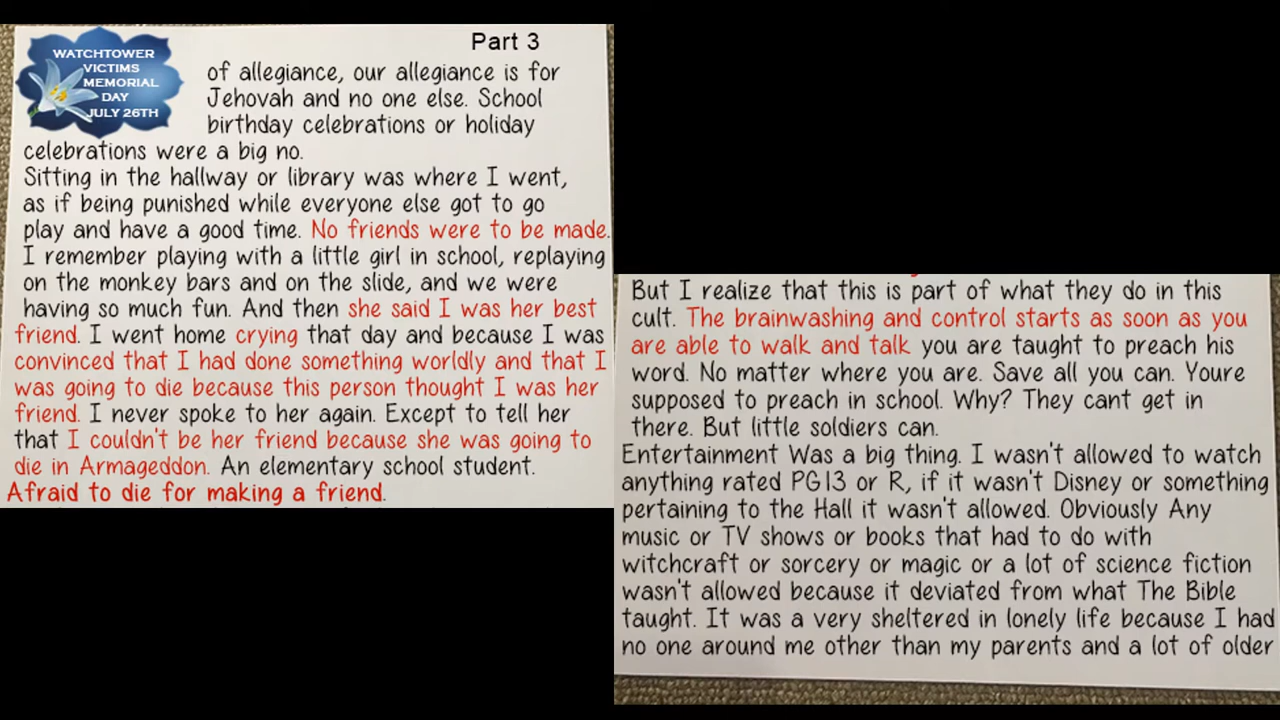 Part 3
WATCHTOWER
VICTIMS
MEMORIAL
DAY
JULY 26TH
of allegiance, our allegiance is for
Jehovah and no one else. School
birthday celebrations or holiday
celebrations were a big no.
Sitting in the hallway or library was where I went,
as if being punished while everyone else got to go
play and have a good time. No friends were to be made.
I remember playing with a little girl in school, replaying
on the monkey bars and on the slide, and we were
having so much fun. And then she said I was her best
friend. I went home crying that day and because I was
convinced that I had done something worldly and that I
was going to die because this person thought I was her
friend. I never spoke to her again. Except to tell her
that I couldn't be her friend because she was going to
die in Armageddon. An elementary school student.
Afraid to die for making a friend.
But I realize that this is part of what they do in this
cult. The brainwashing and control starts as soon as you
are able to walk and talk you are taught to preach his
word. No matter where you are. Save all you can. Youre
supposed to preach in school. Why? They cant get in
there. But little soldiers can.
Entertainment Was a big thing. I wasn't allowed to watch
anything rated PG13 or R, if it wasn't Disney or something
pertaining to the Hall it wasn't allowed. Obviously Any
music or TV shows or books that had to do with
witchcraft or sorcery or magic or a lot of science fiction
wasn't allowed because it deviated from what The Bible
taught. It was a very sheltered in lonely life because I had
no one around me other than my parents and a lot of older